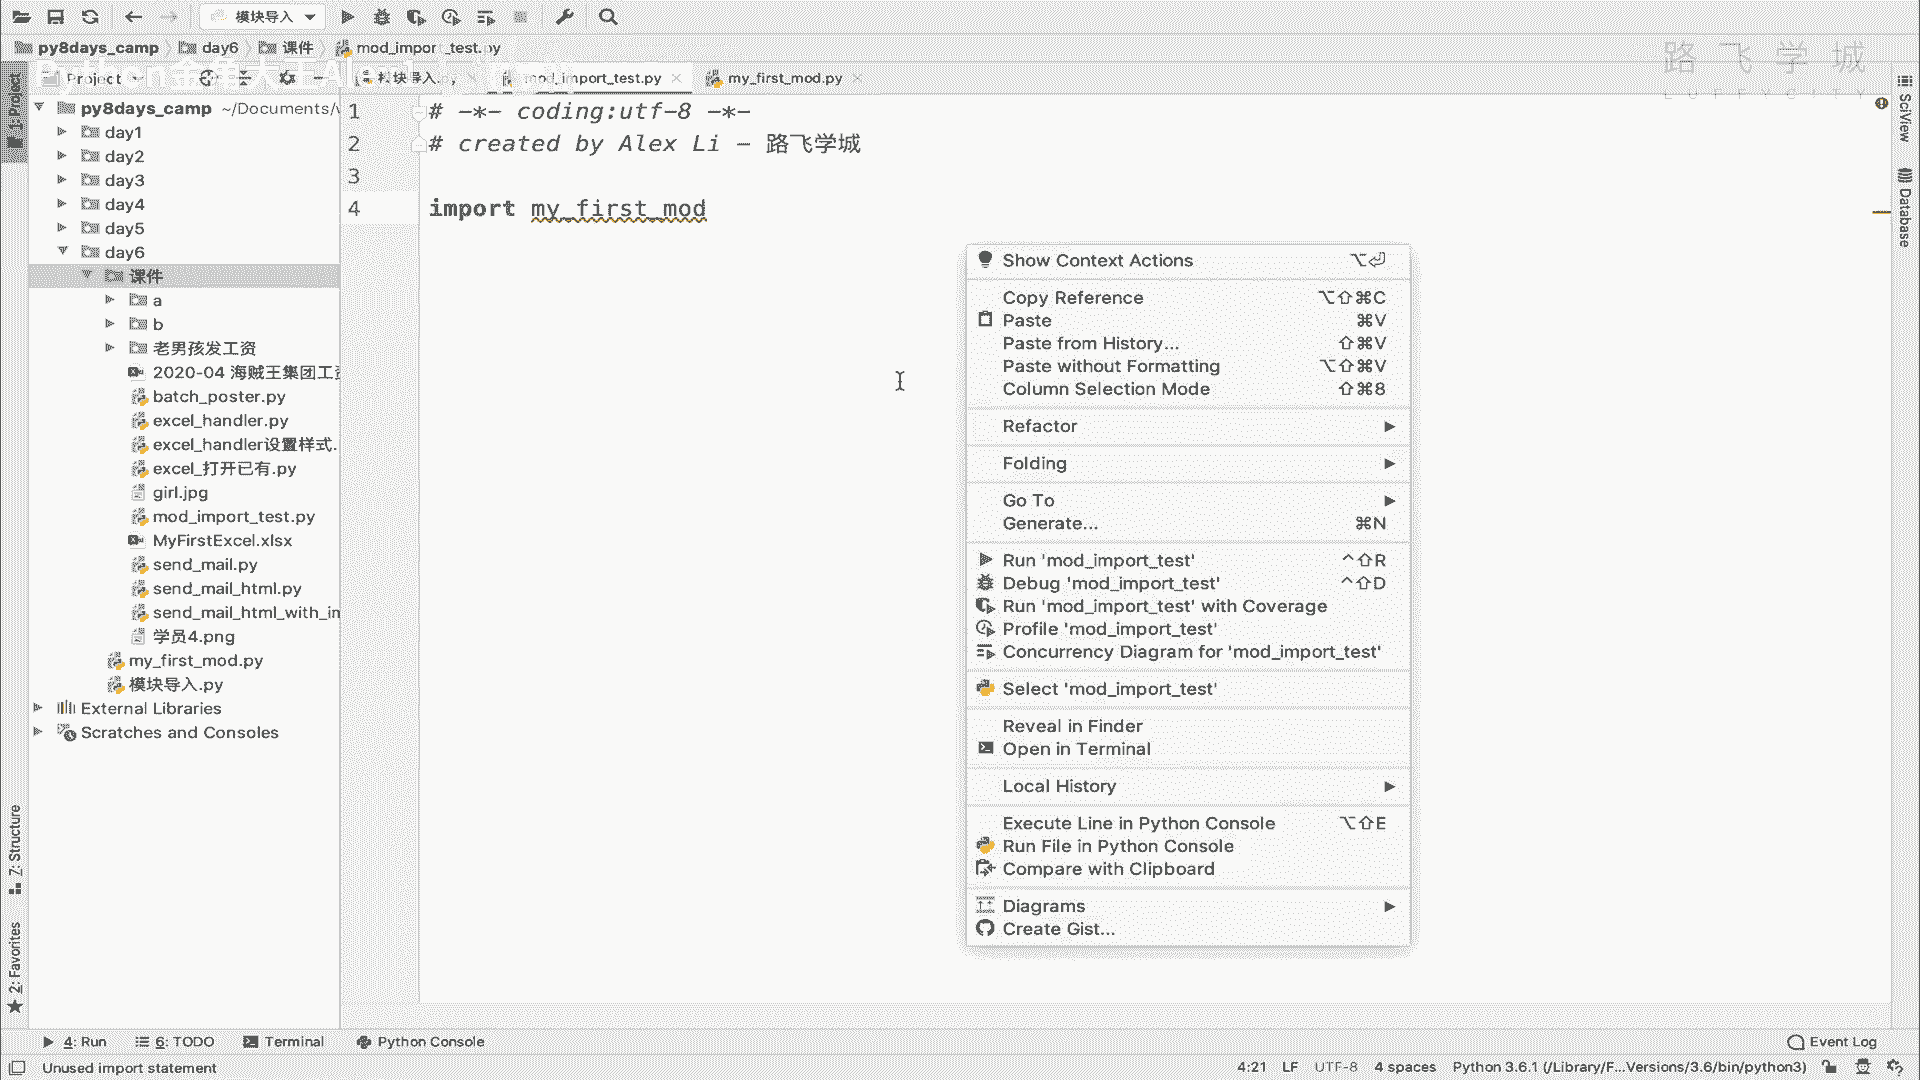 模块导入
py8days_camp
day6
课件
mod_import_test.py
Project
模块导入.py
mod_import_test.py
my_first_mod.py
路飞学城
LUFFYCITY
1: Project
py8days_camp ~/Documents/
day1
day2
day3
day4
day5
day6
课件
a
b
老男孩发工资
2020-04 海贼王集团工资
batch_poster.py
excel_handler.py
excel_handler设置样式.
excel_打开已有.py
girl.jpg
mod_import_test.py
MyFirstExcel.xlsx
send_mail.py
send_mail_html.py
send_mail_html_with_in
学员4.png
my_first_mod.py
模块导入.py
External Libraries
Scratches and Consoles
1 # -*- coding:utf-8 -*-
2 # created by Alex Li - 路飞学城
3
4 import my_first_mod
Show Context Actions ⌥⏎
Copy Reference ⌥⇧⌘C
Paste ⌘V
Paste from History... ⇧⌘V
Paste without Formatting ⌥⇧⌘V
Column Selection Mode ⇧⌘8
Refactor
Folding
Go To
Generate... ⌘N
Run 'mod_import_test' ^⇧R
Debug 'mod_import_test' ^⇧D
Run 'mod_import_test' with Coverage
Profile 'mod_import_test'
Concurrency Diagram for 'mod_import_test'
Select 'mod_import_test'
Reveal in Finder
Open in Terminal
Local History
Execute Line in Python Console ⌥⇧E
Run File in Python Console
Compare with Clipboard
Diagrams
Create Gist...
SciView
Database
7: Structure
2: Favorites
4: Run
6: TODO
Terminal
Python Console
Event Log
Unused import statement
4:21 LF UTF-8 4 spaces Python 3.6.1 (/Library/F...Versions/3.6/bin/python3)